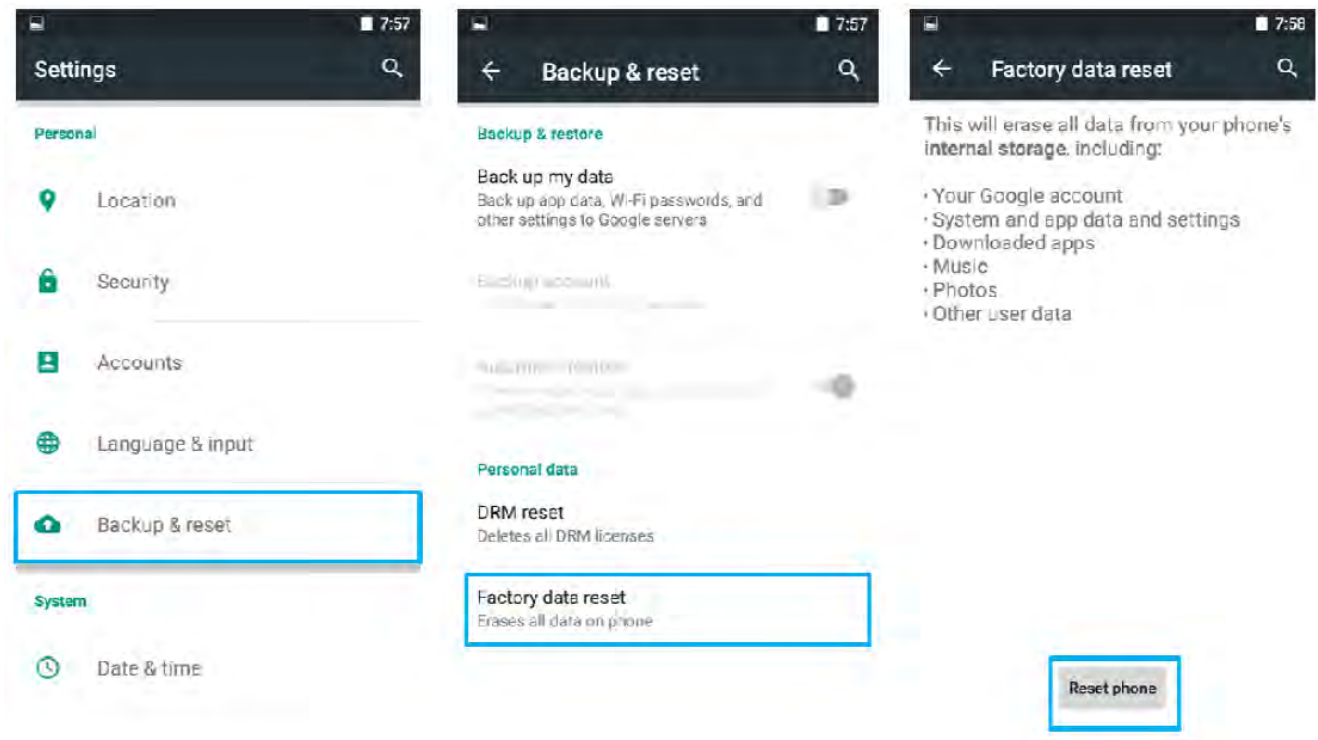 7:57
Settings
Personal
Location
Security
Accounts
Language & input
Backup & reset
System
Date & time
7:57
Backup & reset
Backup & restore
Back up my data
Back up app data, Wi-Fi passwords, and
other settings to Google servers
Backup account
Personal data
DRM reset
Deletes all DRM licenses
Factory data reset
Erases all data on phone
7:58
Factory data reset
This will erase all data from your phone's
internal storage, including:
· Your Google account
· System and app data and settings
· Downloaded apps
· Music
· Photos
· Other user data
Reset phone